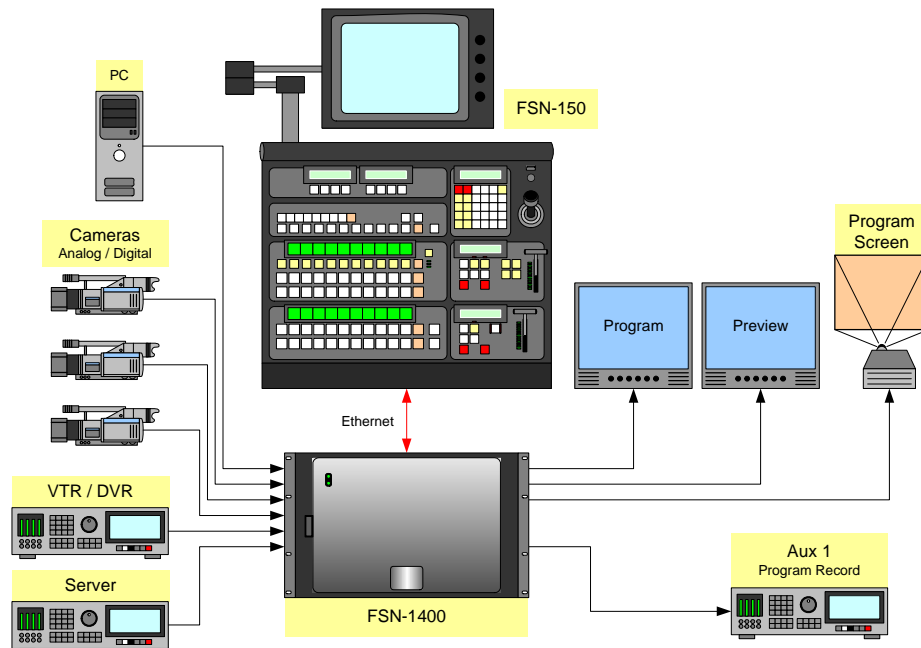 PC
FSN-150
Cameras
Analog / Digital
Program
Screen
Program
Preview
Ethernet
VTR / DVR
Server
FSN-1400
Aux 1
Program Record